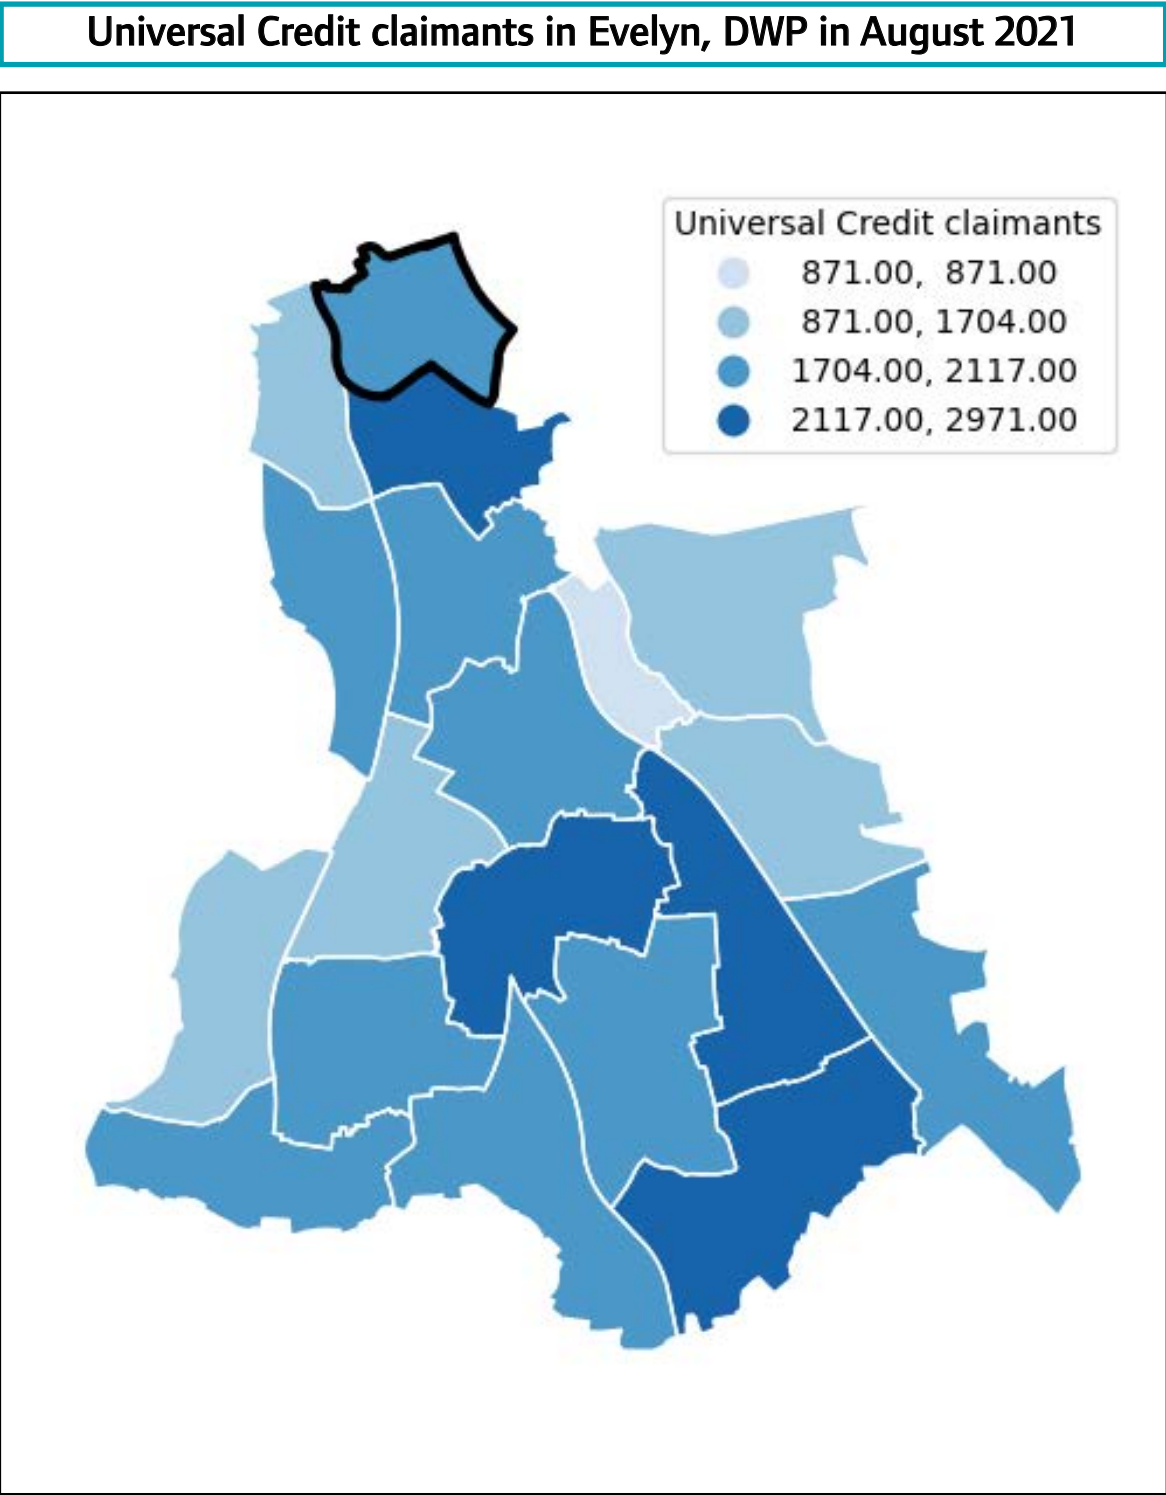 Universal Credit claimants in Evelyn, DWP in August 2021
Universal Credit claimants
871.00, 871.00
871.00, 1704.00
1704.00, 2117.00
2117.00, 2971.00